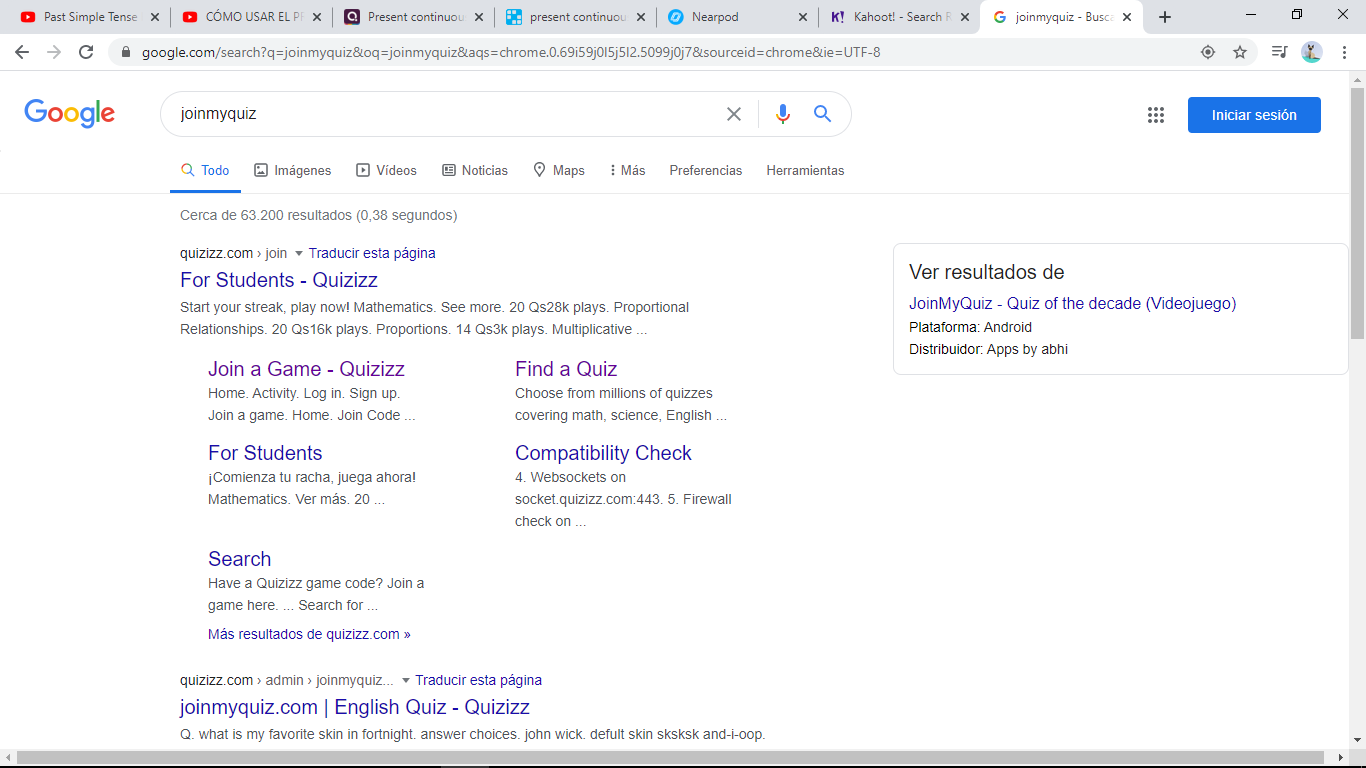 Past Simple Tense
CÓMO USAR EL PR
Present continuou
present continuou
Nearpod
Kahoot! - Search R
joinmyquiz - Busca
google.com/search?q=joinmyquiz&oq=joinmyquiz&aqs=chrome.0.69i59j0l5j5l2.5099j0j7&sourceid=chrome&ie=UTF-8
Google
joinmyquiz
Iniciar sesión
Todo
Imágenes
Vídeos
Noticias
Maps
Más
Preferencias
Herramientas
Cerca de 63.200 resultados (0,38 segundos)
quizizz.com › join Traducir esta página
For Students - Quizizz
Start your streak, play now! Mathematics. See more. 20 Qs28k plays. Proportional
Relationships. 20 Qs16k plays. Proportions. 14 Qs3k plays. Multiplicative ...
Join a Game - Quizizz
Home. Activity. Log in. Sign up.
Join a game. Home. Join Code ...
Find a Quiz
Choose from millions of quizzes
covering math, science, English ...
For Students
¡Comienza tu racha, juega ahora!
Mathematics. Ver más. 20 ...
Compatibility Check
4. Websockets on
socket.quizizz.com:443. 5. Firewall
check on ...
Search
Have a Quizizz game code? Join a
game here. ... Search for ...
Más resultados de quizizz.com »
quizizz.com › admin › joinmyquiz... Traducir esta página
joinmyquiz.com | English Quiz - Quizizz
Q. what is my favorite skin in fortnight. answer choices. john wick. defult skin sksksk and-i-oop.
Ver resultados de
JoinMyQuiz - Quiz of the decade (Videojuego)
Plataforma: Android
Distribuidor: Apps by abhi